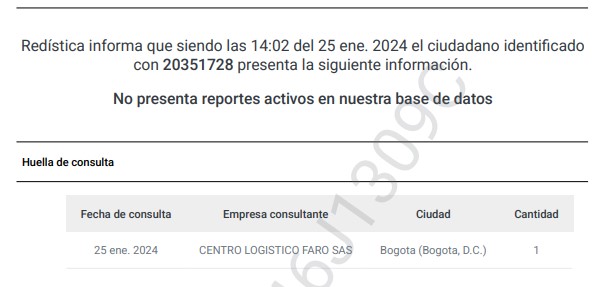 Redística informa que siendo las 14:02 del 25 ene. 2024 el ciudadano identificado
con 20351728 presenta la siguiente información.
No presenta reportes activos en nuestra base de datos
Huella de consulta
Fecha de consulta Empresa consultante Ciudad Cantidad
25 ene. 2024 CENTRO LOGISTICO FARO SAS Bogota (Bogota, D.C.) 1
6J1309C